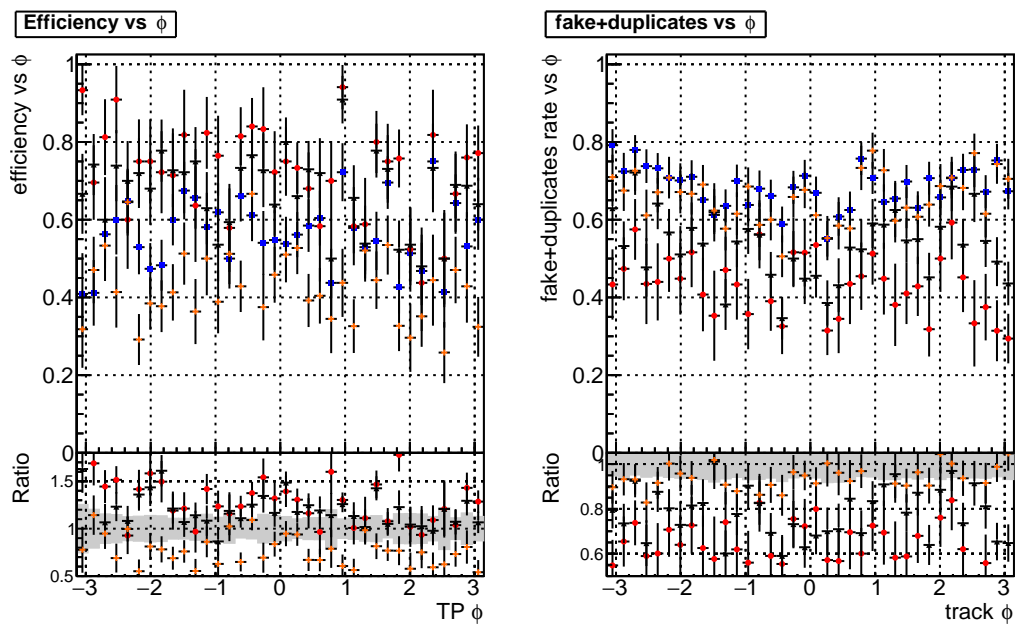 Efficiency vs ϕ
efficiency vs ϕ
1
0.8
0.6
0.4
0.2
0
Ratio
1.5
1
0.5
−3 −2 −1 0 1 2 3
TP ϕ
fake+duplicates vs ϕ
fake+duplicates rate vs ϕ
1
0.8
0.6
0.4
0.2
0
Ratio
1
0.8
0.6
−3 −2 −1 0 1 2 3
track ϕ